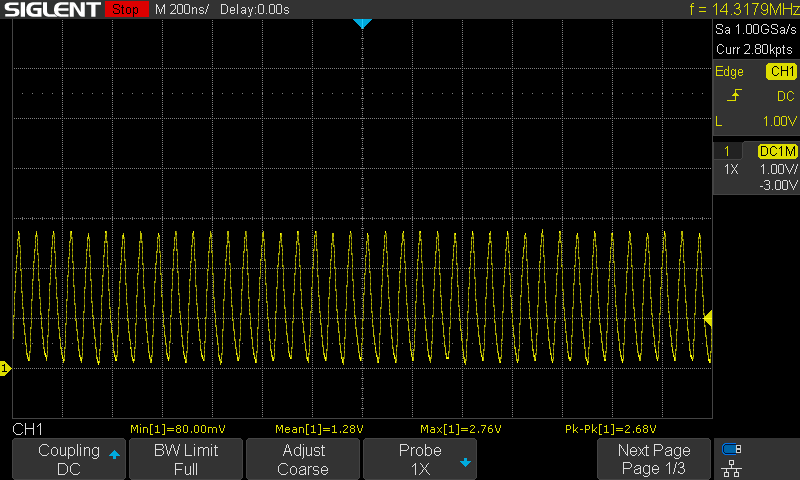 SIGLENT Stop M 200ns/ Delay:0.00s f = 14.3179MHz
Sa 1.00GSa/s
Curr 2.80kpts
Edge CH1
DC
L 1.00V
1 DC1M
1X 1.00V/
-3.00V
1
CH1 Min[1]=80.00mV Mean[1]=1.28V Max[1]=2.76V Pk-Pk[1]=2.68V
Coupling BW Limit Adjust Probe Next Page
DC Full Coarse 1X Page 1/3